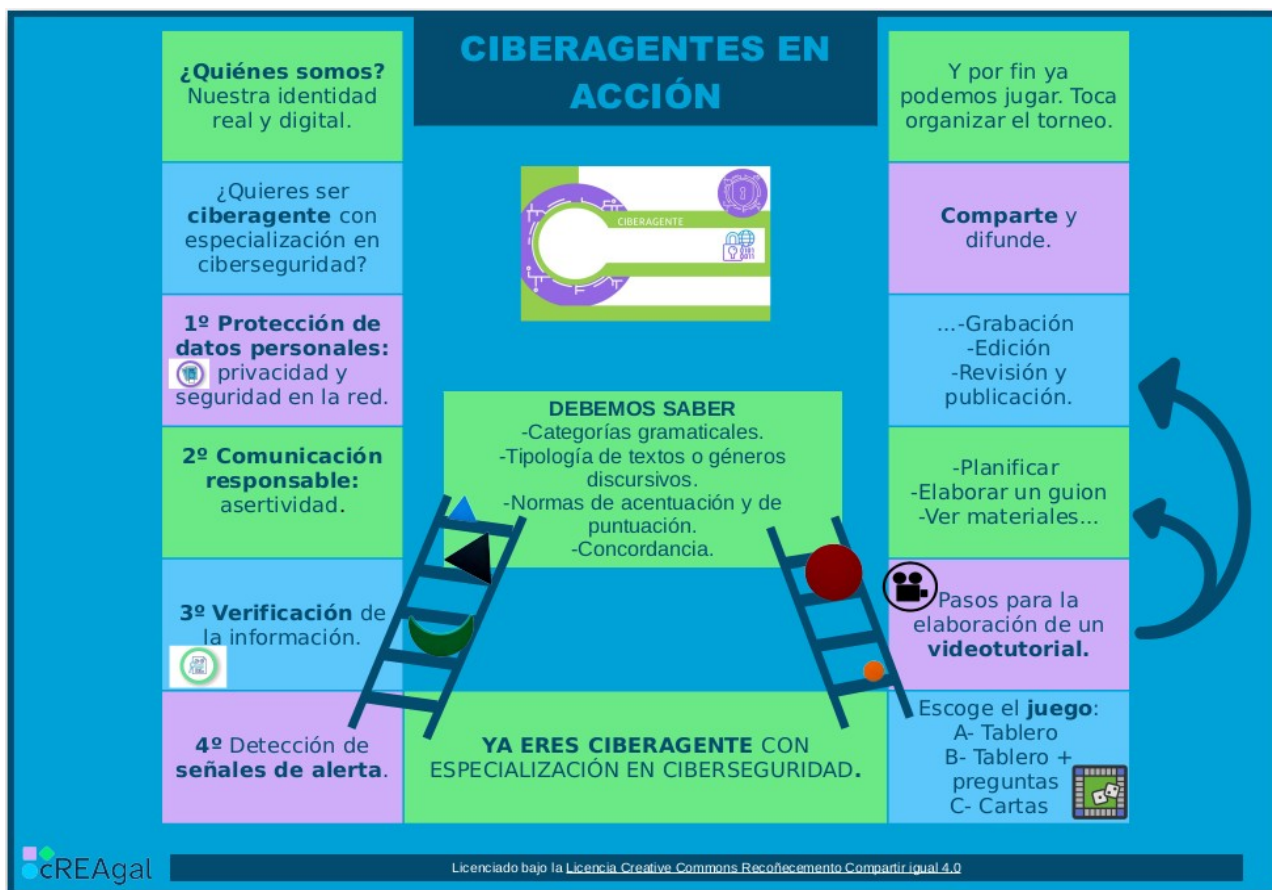 CIBERAGENTES EN
ACCIÓN
¿Quiénes somos?
Nuestra identidad
real y digital.
¿Quieres ser
ciberagente con
especialización en
ciberseguridad?
1º Protección de
datos personales:
privacidad y
seguridad en la red.
2º Comunicación
responsable:
asertividad.
3º Verificación de
la información.
4º Detección de
señales de alerta.
CIBERAGENTE
DEBEMOS SABER
-Categorías gramaticales.
-Tipología de textos o géneros
discursivos.
-Normas de acentuación y de
puntuación.
-Concordancia.
YA ERES CIBERAGENTE CON
ESPECIALIZACIÓN EN CIBERSEGURIDAD.
Escoge el juego:
A- Tablero
B- Tablero +
preguntas
C- Cartas
Pasos para la
elaboración de un
videotutorial.
-Planificar
-Elaborar un guion
-Ver materiales...
...-Grabación
-Edición
-Revisión y
publicación.
Comparte y
difunde.
Y por fin ya
podemos jugar. Toca
organizar el torneo.
cREAgal
Licenciado bajo la Licencia Creative Commons Recoñecemento Compartir igual 4.0